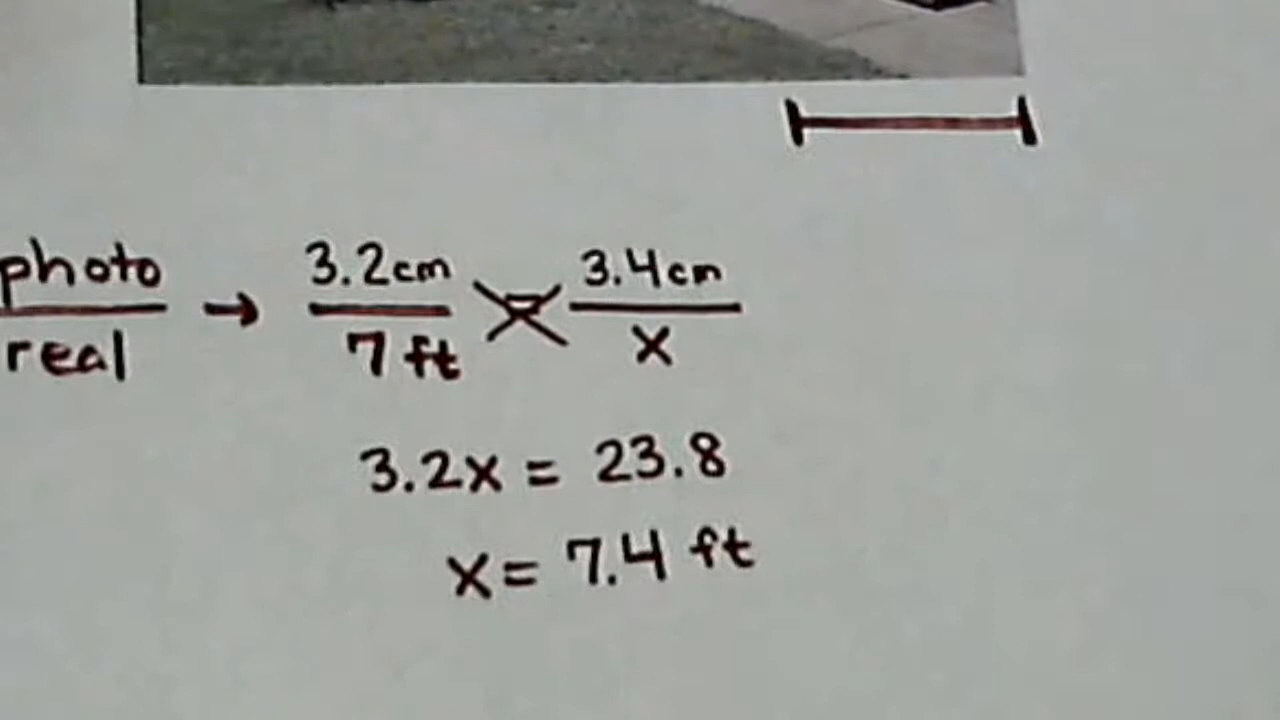 photo → 3.2cm = 3.4cm
real 7 ft x
3.2x = 23.8
x = 7.4 ft